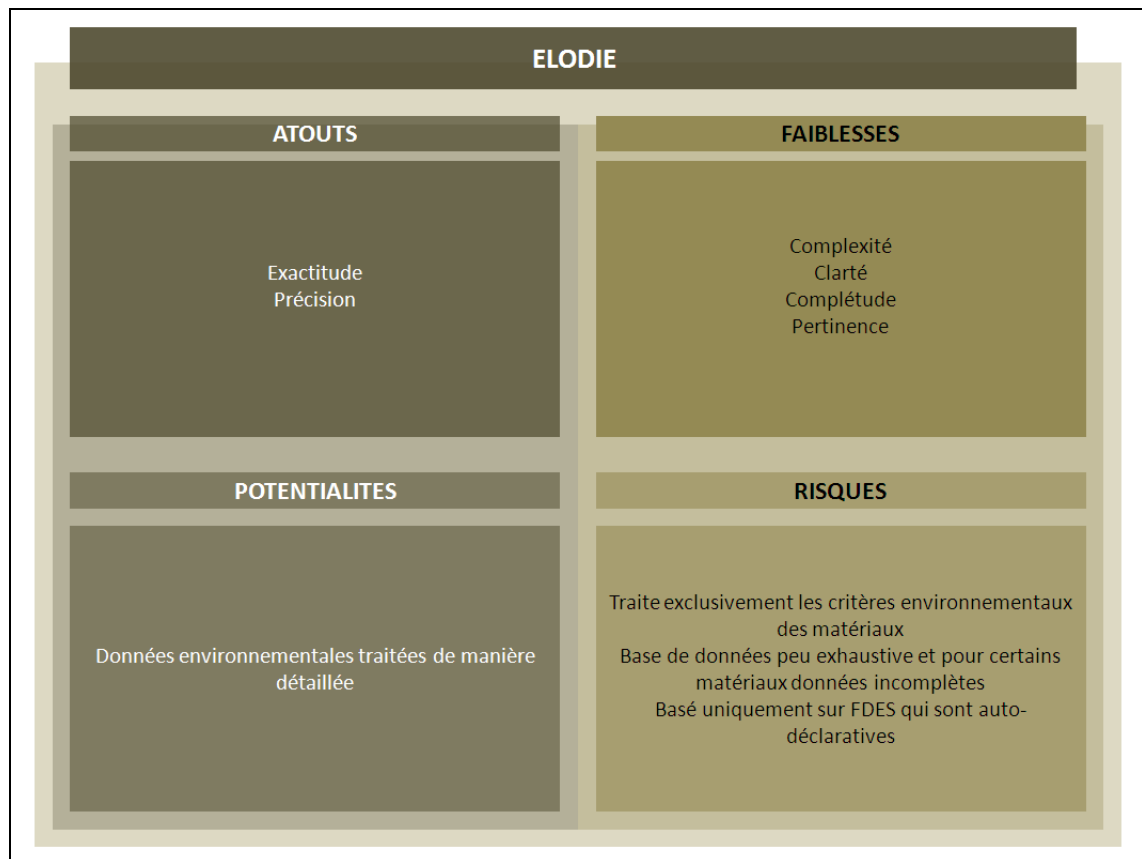 ELODIE
ATOUTS
Exactitude
Précision
FAIBLESSES
Complexité
Clarté
Complétude
Pertinence
POTENTIALITES
Données environnementales traitées de manière
détaillée
RISQUES
Traite exclusivement les critères environnementaux
des matériaux
Base de données peu exhaustive et pour certains
matériaux données incomplètes
Basé uniquement sur FDES qui sont auto-
déclaratives